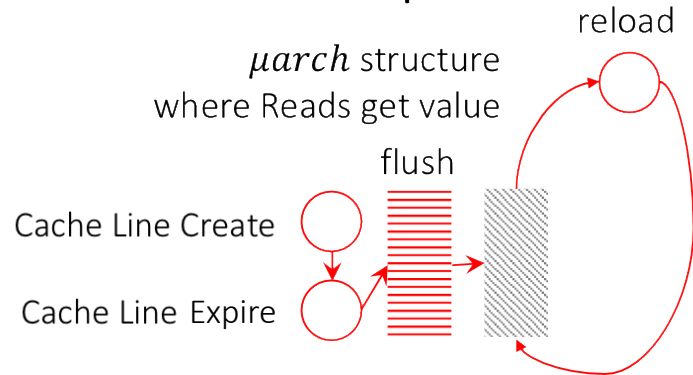 reload
μarch structure
where Reads get value
flush
Cache Line Create
Cache Line Expire